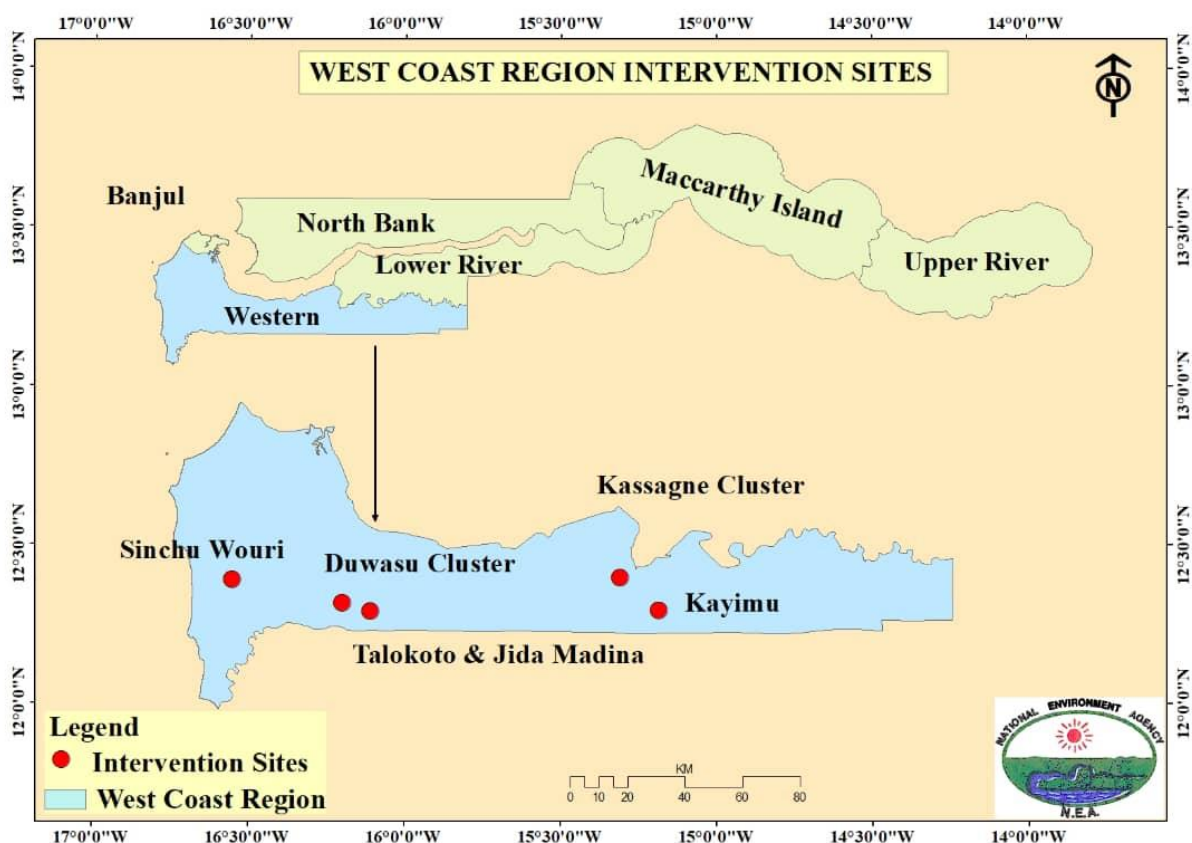 17°0'0"W 16°30'0"W 16°0'0"W 15°30'0"W 15°0'0"W 14°30'0"W 14°0'0"W
14°0'0"N 14°0'0"N
WEST COAST REGION INTERVENTION SITES
N
Maccarthy Island
Banjul
13°30'0"N 13°30'0"N
North Bank
Lower River
Upper River
Western
13°0'0"N 13°0'0"N
Kassagne Cluster
12°30'0"N 12°30'0"N
Sinchu Wouri
Duwasu Cluster
Kayimu
Talokoto & Jida Madina
12°0'0"N 12°0'0"N
Legend
Intervention Sites
West Coast Region
KM
0 10 20 40 60 80
NATIONAL ENVIRONMENT AGENCY
N.E.A.
17°0'0"W 16°30'0"W 16°0'0"W 15°30'0"W 15°0'0"W 14°30'0"W 14°0'0"W